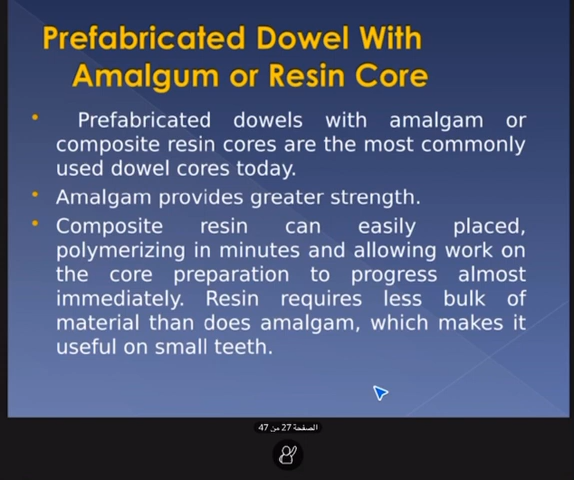 Prefabricated Dowel With
Amalgum or Resin Core
• Prefabricated dowels with amalgam or
composite resin cores are the most commonly
used dowel cores today.
• Amalgam provides greater strength.
• Composite resin can easily placed,
polymerizing in minutes and allowing work on
the core preparation to progress almost
immediately. Resin requires less bulk of
material than does amalgam, which makes it
useful on small teeth.
الصفحة 27 من 47